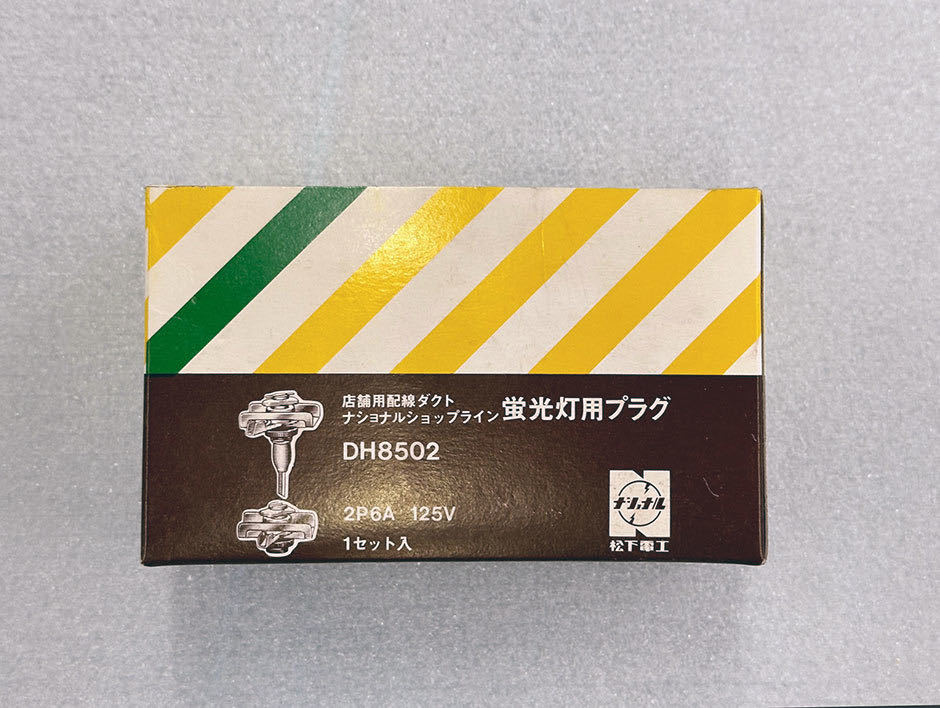 店舗用配線ダクト
ナショナルショップライン 蛍光灯用プラグ
DH8502
2P6A 125V
1セット入
ナショナル
松下電工